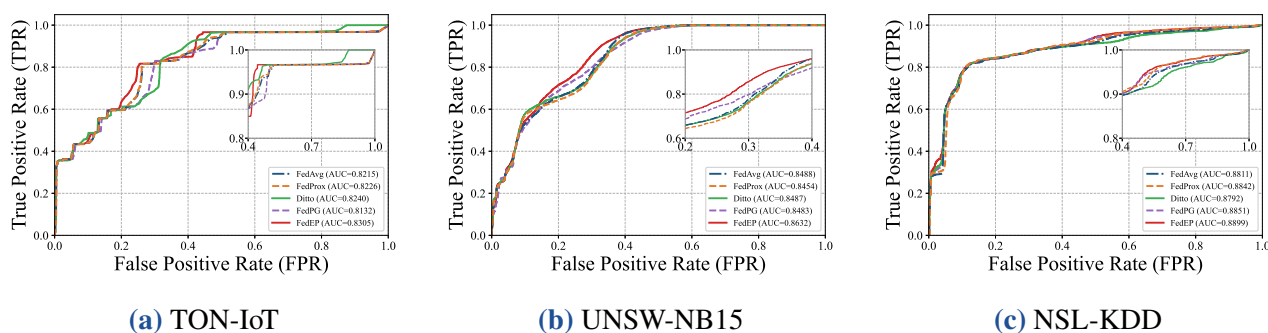 True Positive Rate (TPR)
1.0
0.8
0.6
0.4
0.2
0.0
1.0
0.9
0.8
0.4
0.7
1.0
FedAvg (AUC=0.8215)
FedProx (AUC=0.8226)
Ditto (AUC=0.8240)
FedPG (AUC=0.8132)
FedEP (AUC=0.8305)
0.0 0.2 0.4 0.6 0.8 1.0
False Positive Rate (FPR)
(a) TON-IoT
True Positive Rate (TPR)
1.0
0.8
0.6
0.4
0.2
0.0
1.0
0.9
0.8
0.7
0.6
0.2
0.3
0.4
FedAvg (AUC=0.8488)
FedProx (AUC=0.8454)
Ditto (AUC=0.8487)
FedPG (AUC=0.8483)
FedEP (AUC=0.8632)
0.0 0.2 0.4 0.6 0.8 1.0
False Positive Rate (FPR)
(b) UNSW-NB15
True Positive Rate (TPR)
1.0
0.8
0.6
0.4
0.2
0.0
1.0
0.9
0.8
0.4
0.7
1.0
FedAvg (AUC=0.8811)
FedProx (AUC=0.8842)
Ditto (AUC=0.8792)
FedPG (AUC=0.8851)
FedEP (AUC=0.8899)
0.0 0.2 0.4 0.6 0.8 1.0
False Positive Rate (FPR)
(c) NSL-KDD